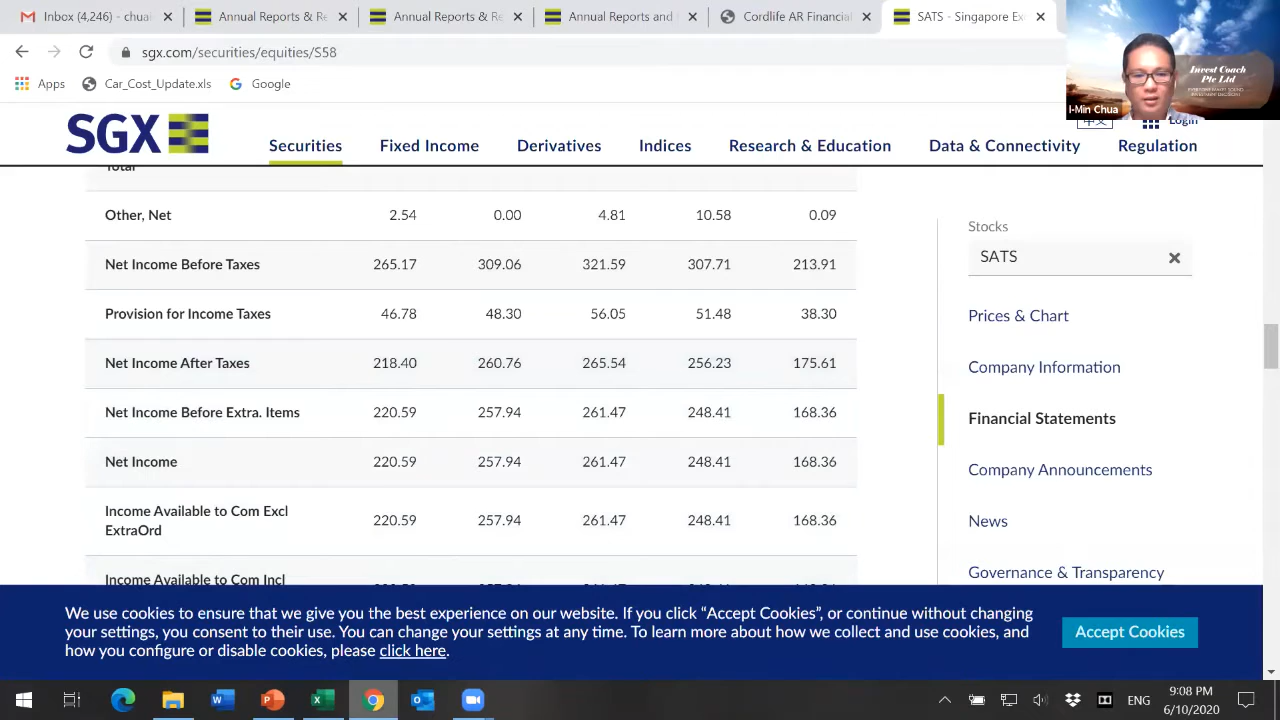 Inbox (4,246) - chua
Annual Reports & Re
Annual Reports & Re
Annual Reports and
Cordlife AR Financial
SATS - Singapore Ex
sgx.com/securities/equities/S58
Apps
Car_Cost_Update.xls
Google
Invest Coach
Pte Ltd
I-Min Chua
中文
Login
SGX
Securities
Fixed Income
Derivatives
Indices
Research & Education
Data & Connectivity
Regulation
Total
Other, Net 2.54 0.00 4.81 10.58 0.09
Net Income Before Taxes 265.17 309.06 321.59 307.71 213.91
Provision for Income Taxes 46.78 48.30 56.05 51.48 38.30
Net Income After Taxes 218.40 260.76 265.54 256.23 175.61
Net Income Before Extra. Items 220.59 257.94 261.47 248.41 168.36
Net Income 220.59 257.94 261.47 248.41 168.36
Income Available to Com Excl
ExtraOrd 220.59 257.94 261.47 248.41 168.36
Income Available to Com Incl
Stocks
SATS
Prices & Chart
Company Information
Financial Statements
Company Announcements
News
Governance & Transparency
We use cookies to ensure that we give you the best experience on our website. If you click “Accept Cookies”, or continue without changing
your settings, you consent to their use. You can change your settings at any time. To learn more about how we collect and use cookies, and
how you configure or disable cookies, please click here.
Accept Cookies
ENG
9:08 PM
6/10/2020